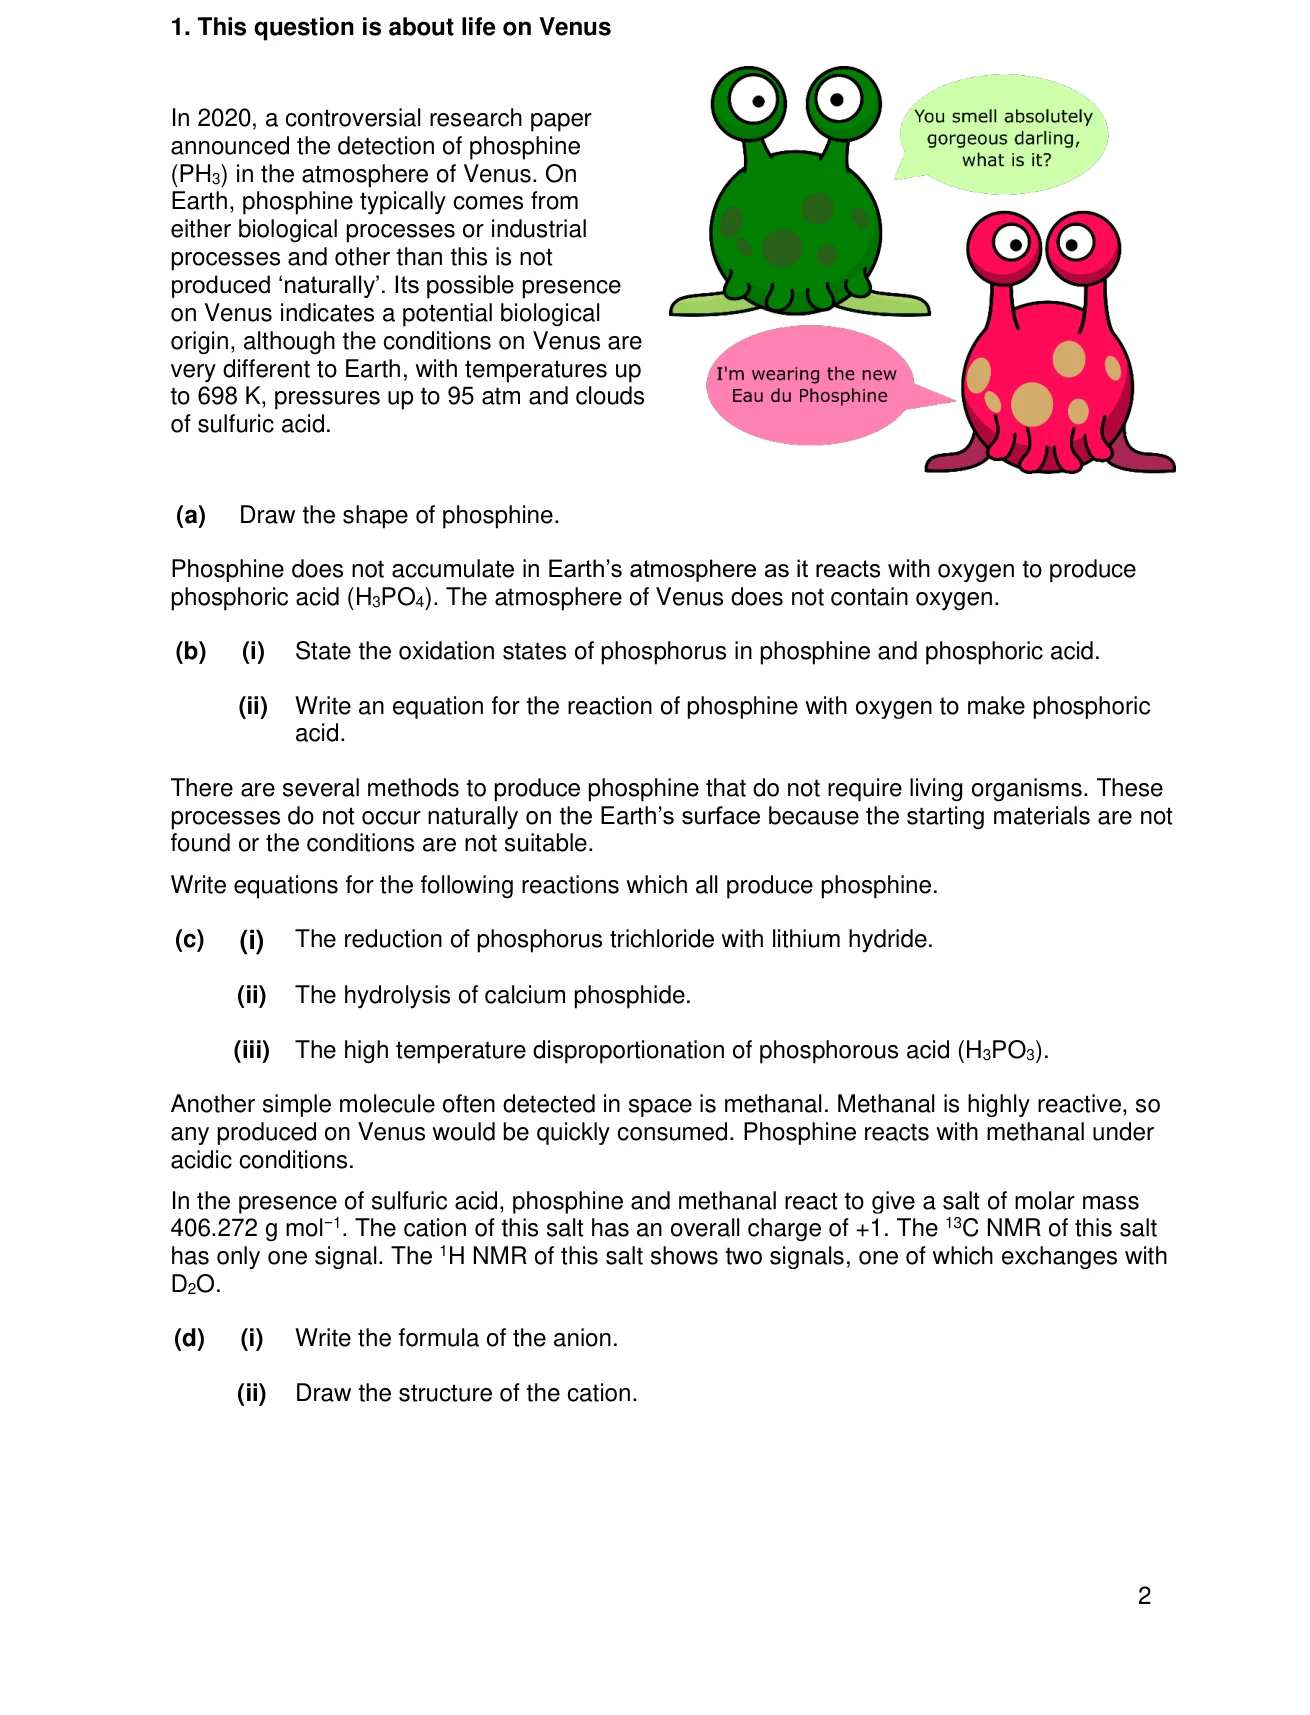 1. This question is about life on Venus
In 2020, a controversial research paper
announced the detection of phosphine
(PH₃) in the atmosphere of Venus. On
Earth, phosphine typically comes from
either biological processes or industrial
processes and other than this is not
produced ‘naturally’. Its possible presence
on Venus indicates a potential biological
origin, although the conditions on Venus are
very different to Earth, with temperatures up
to 698 K, pressures up to 95 atm and clouds
of sulfuric acid.
You smell absolutely
gorgeous darling,
what is it?
I'm wearing the new
Eau du Phosphine
(a) Draw the shape of phosphine.
Phosphine does not accumulate in Earth’s atmosphere as it reacts with oxygen to produce
phosphoric acid (H₃PO₄). The atmosphere of Venus does not contain oxygen.
(b) (i) State the oxidation states of phosphorus in phosphine and phosphoric acid.
(ii) Write an equation for the reaction of phosphine with oxygen to make phosphoric
acid.
There are several methods to produce phosphine that do not require living organisms. These
processes do not occur naturally on the Earth’s surface because the starting materials are not
found or the conditions are not suitable.
Write equations for the following reactions which all produce phosphine.
(c) (i) The reduction of phosphorus trichloride with lithium hydride.
(ii) The hydrolysis of calcium phosphide.
(iii) The high temperature disproportionation of phosphorous acid (H₃PO₃).
Another simple molecule often detected in space is methanal. Methanal is highly reactive, so
any produced on Venus would be quickly consumed. Phosphine reacts with methanal under
acidic conditions.
In the presence of sulfuric acid, phosphine and methanal react to give a salt of molar mass
406.272 g mol⁻¹. The cation of this salt has an overall charge of +1. The ¹³C NMR of this salt
has only one signal. The ¹H NMR of this salt shows two signals, one of which exchanges with
D₂O.
(d) (i) Write the formula of the anion.
(ii) Draw the structure of the cation.
2